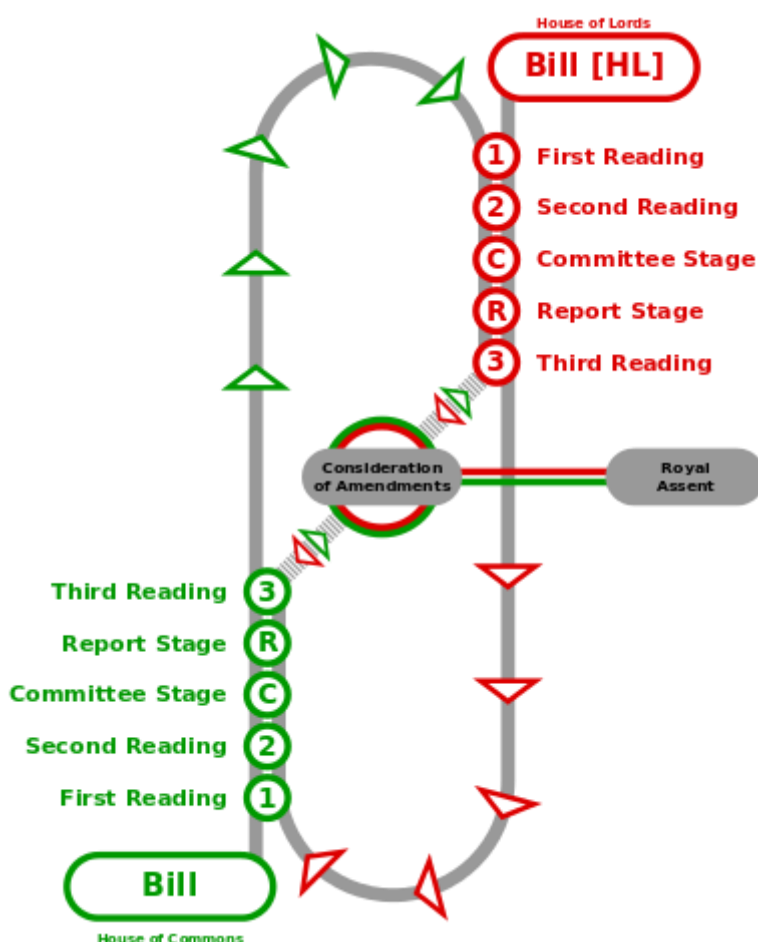 House of Lords
Bill [HL]
1 First Reading
2 Second Reading
C Committee Stage
R Report Stage
3 Third Reading
Consideration
of Amendments
Royal
Assent
Third Reading 3
Report Stage R
Committee Stage C
Second Reading 2
First Reading 1
Bill
House of Commons